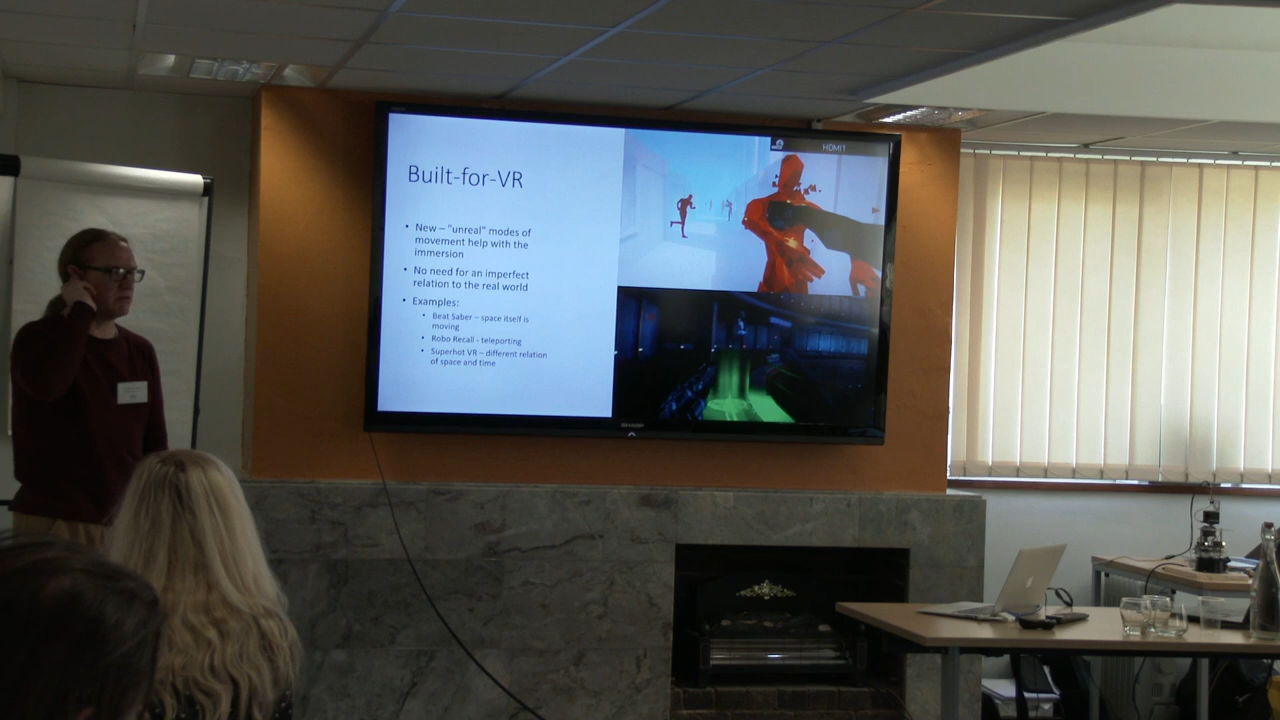 HDMI1
Built-for-VR
• New – "unreal" modes of
movement help with the
immersion
• No need for an imperfect
relation to the real world
• Examples:
• Beat Saber – space itself is
moving
• Robo Recall - teleporting
• Superhot VR – different relation
of space and time
SHARP